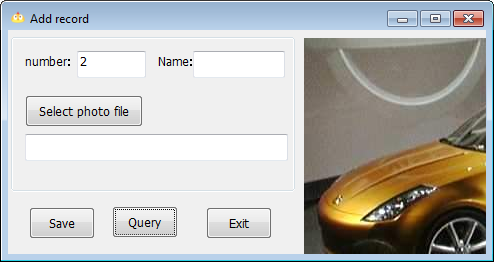 Add record
number: 2 Name:
Select photo file
Save Query Exit